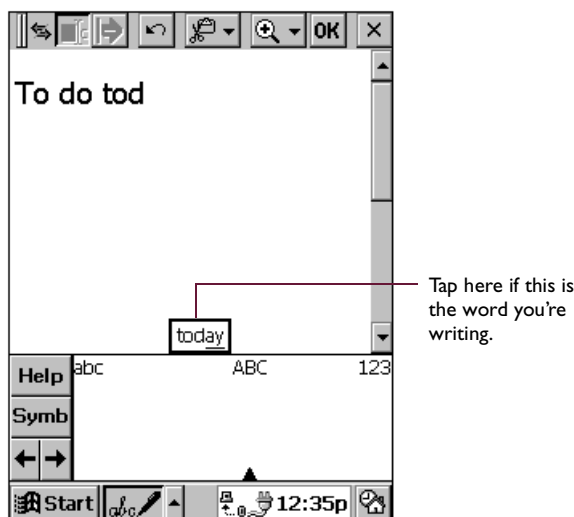 OK
To do tod
Tap here if this is
the word you're
writing.
today
Help abc ABC 123
Symb
Start abc 12:35p